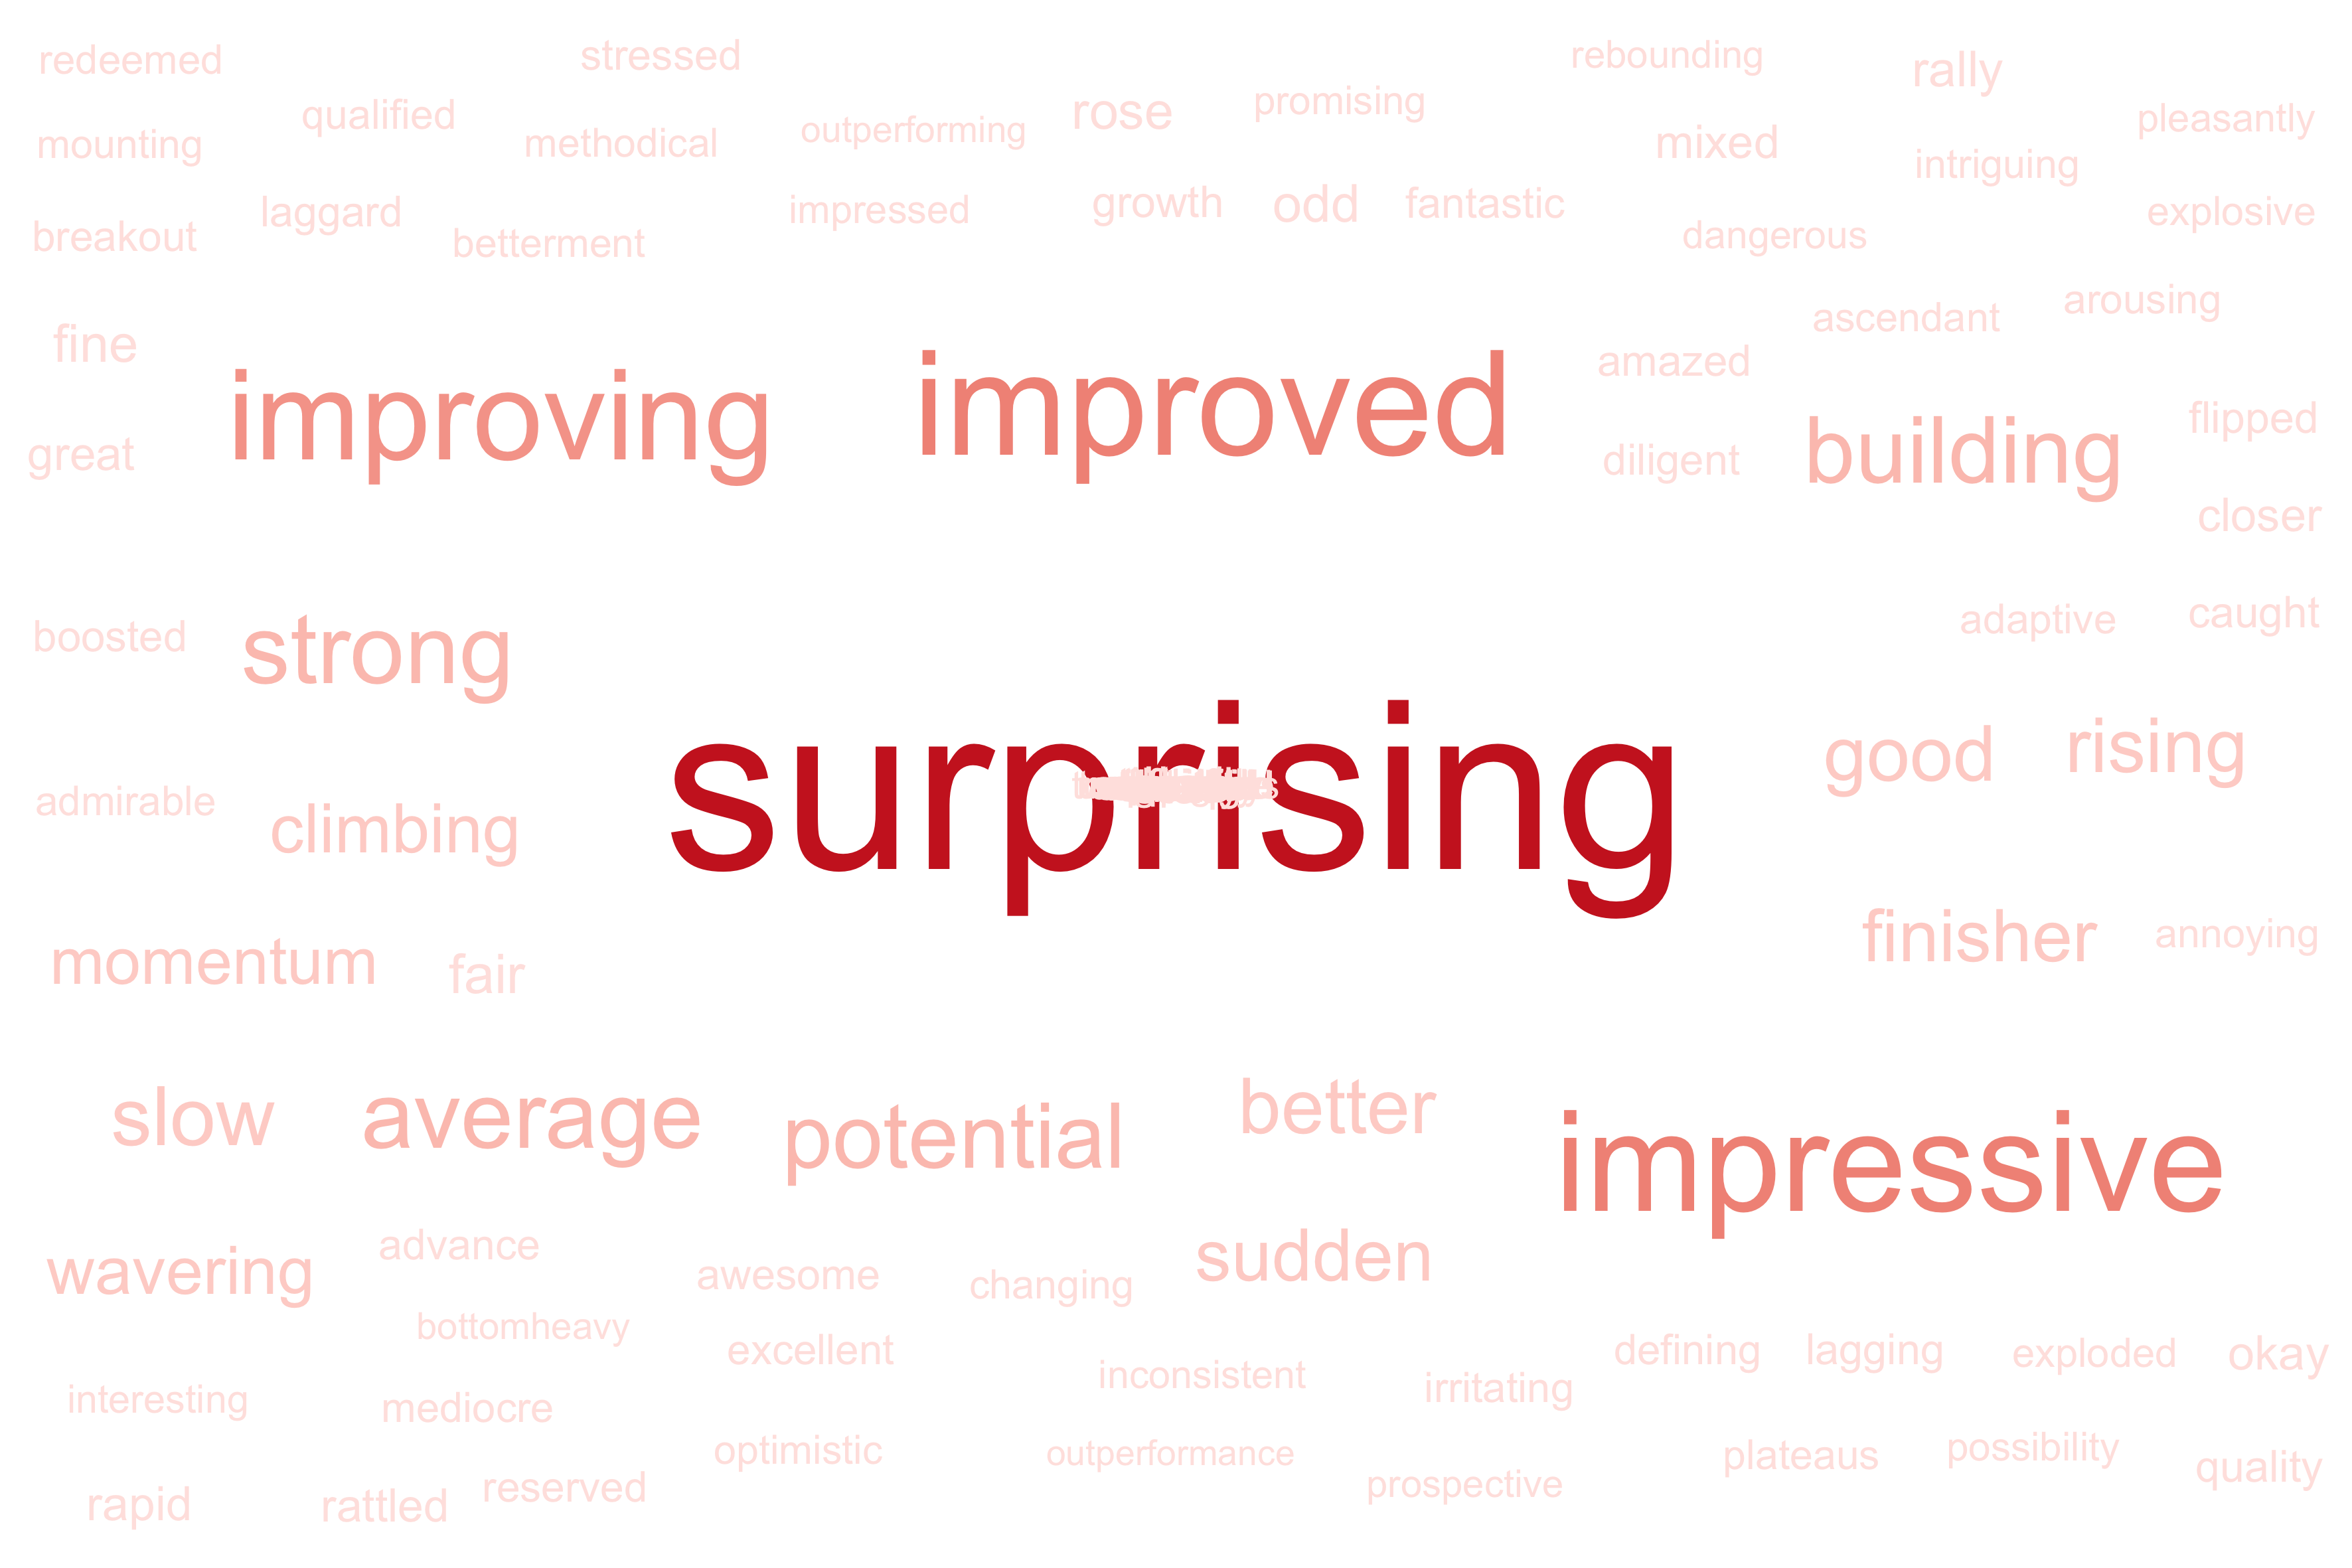 redeemed
stressed
rebounding
rally
qualified
rose
promising
pleasantly
mounting
methodical
outperforming
mixed
intriguing
laggard
impressed
growth
odd
fantastic
explosive
breakout
betterment
dangerous
arousing
ascendant
fine
amazed
improving
improved
flipped
great
diligent
building
closer
boosted
strong
adaptive
caught
surprising
good
rising
admirable
climbing
momentum
fair
finisher
annoying
slow
average
potential
better
impressive
wavering
advance
awesome
changing
sudden
bottomheavy
excellent
defining
lagging
exploded
okay
interesting
mediocre
inconsistent
irritating
optimistic
outperformance
plateaus
possibility
quality
rapid
rattled
reserved
prospective